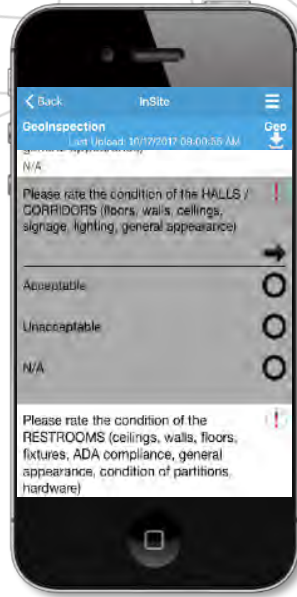 Back InSite
GeoInspection Geo
Last Upload: 10/17/2017 09:00:55 AM
general appearance)
N/A
Please rate the condition of the HALLS /
CORRIDORS (floors, walls, ceilings,
signage, lighting, general appearance)
Acceptable
Unacceptable
N/A
Please rate the condition of the
RESTROOMS (ceilings, walls, floors,
fixtures, ADA compliance, general
appearance, condition of partitions,
hardware)